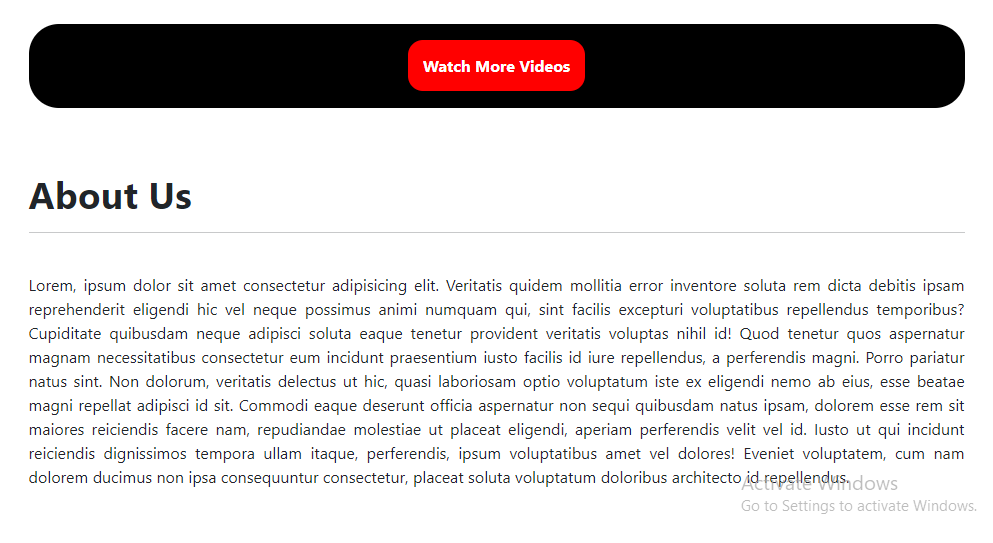 Watch More Videos
About Us
Lorem, ipsum dolor sit amet consectetur adipisicing elit. Veritatis quidem mollitia error inventore soluta rem dicta debitis ipsam
reprehenderit eligendi hic vel neque possimus animi numquam qui, sint facilis excepturi voluptatibus repellendus temporibus?
Cupiditate quibusdam neque adipisci soluta eaque tenetur provident veritatis voluptas nihil id! Quod tenetur quos aspernatur
magnam necessitatibus consectetur eum incidunt praesentium iusto facilis id iure repellendus, a perferendis magni. Porro pariatur
natus sint. Non dolorum, veritatis delectus ut hic, quasi laboriosam optio voluptatum iste ex eligendi nemo ab eius, esse beatae
magni repellat adipisci id sit. Commodi eaque deserunt officia aspernatur non sequi quibusdam natus ipsam, dolorem esse rem sit
maiores reiciendis facere nam, repudiandae molestiae ut placeat eligendi, aperiam perferendis velit vel id. Iusto ut qui incidunt
reiciendis dignissimos tempora ullam itaque, perferendis, ipsum voluptatibus amet vel dolores! Eveniet voluptatem, cum nam
dolorem ducimus non ipsa consequuntur consectetur, placeat soluta voluptatum doloribus architecto id repellendus.
Activate Windows
Go to Settings to activate Windows.